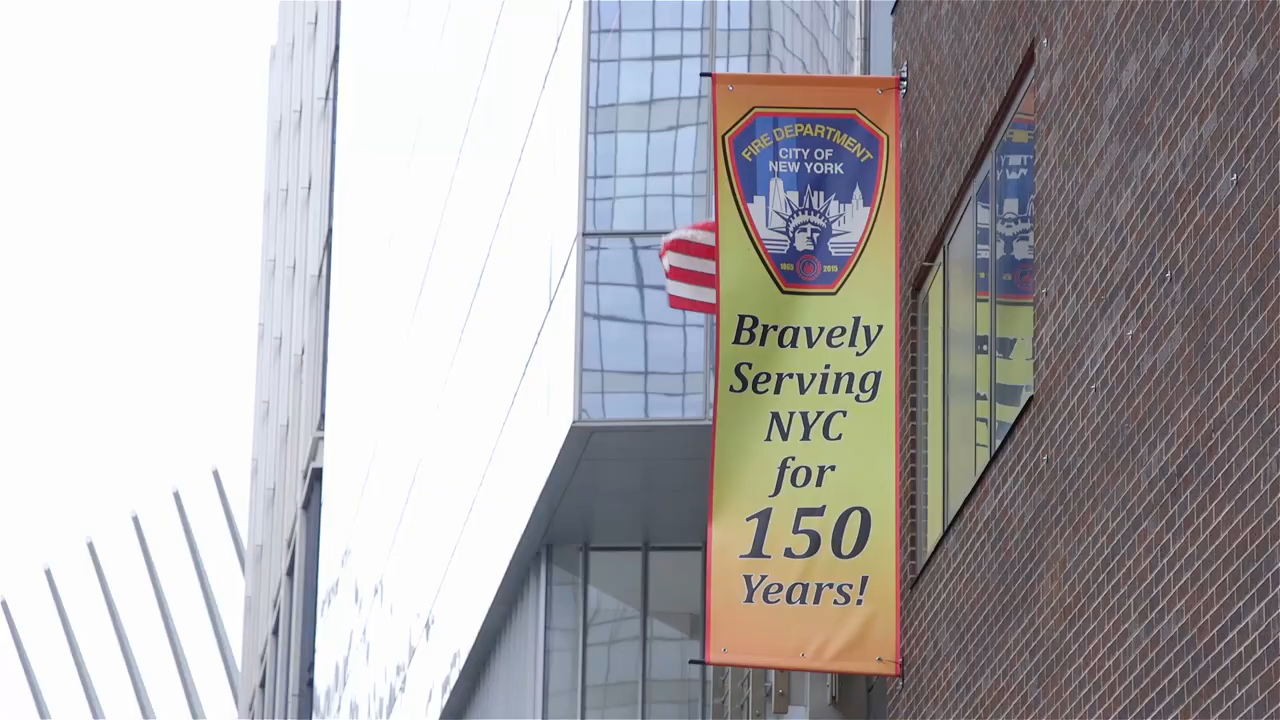 FIRE DEPARTMENT
CITY OF
NEW YORK
1865 2015
Bravely
Serving
NYC
for
150
Years!